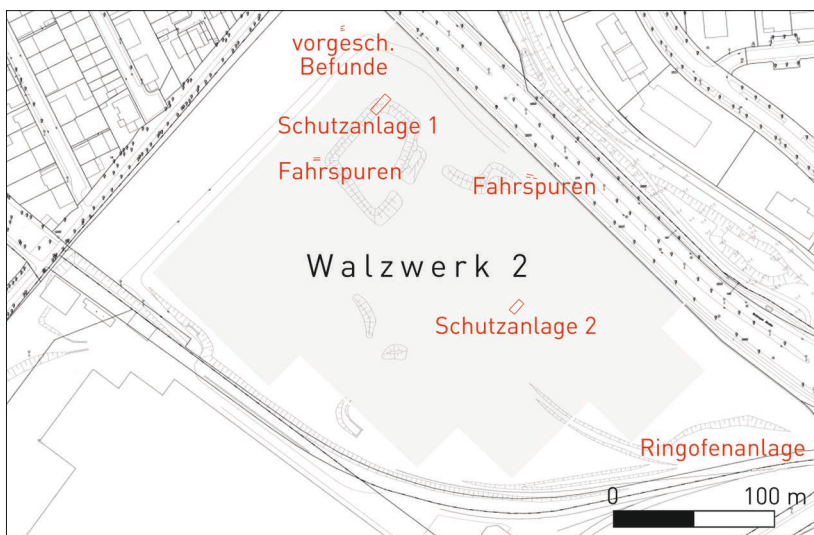 vorgesch.
Befunde
Schutzanlage 1
Fahrspuren
Fahrspuren
Walzwerk 2
Schutzanlage 2
Ringofenanlage
0 100 m